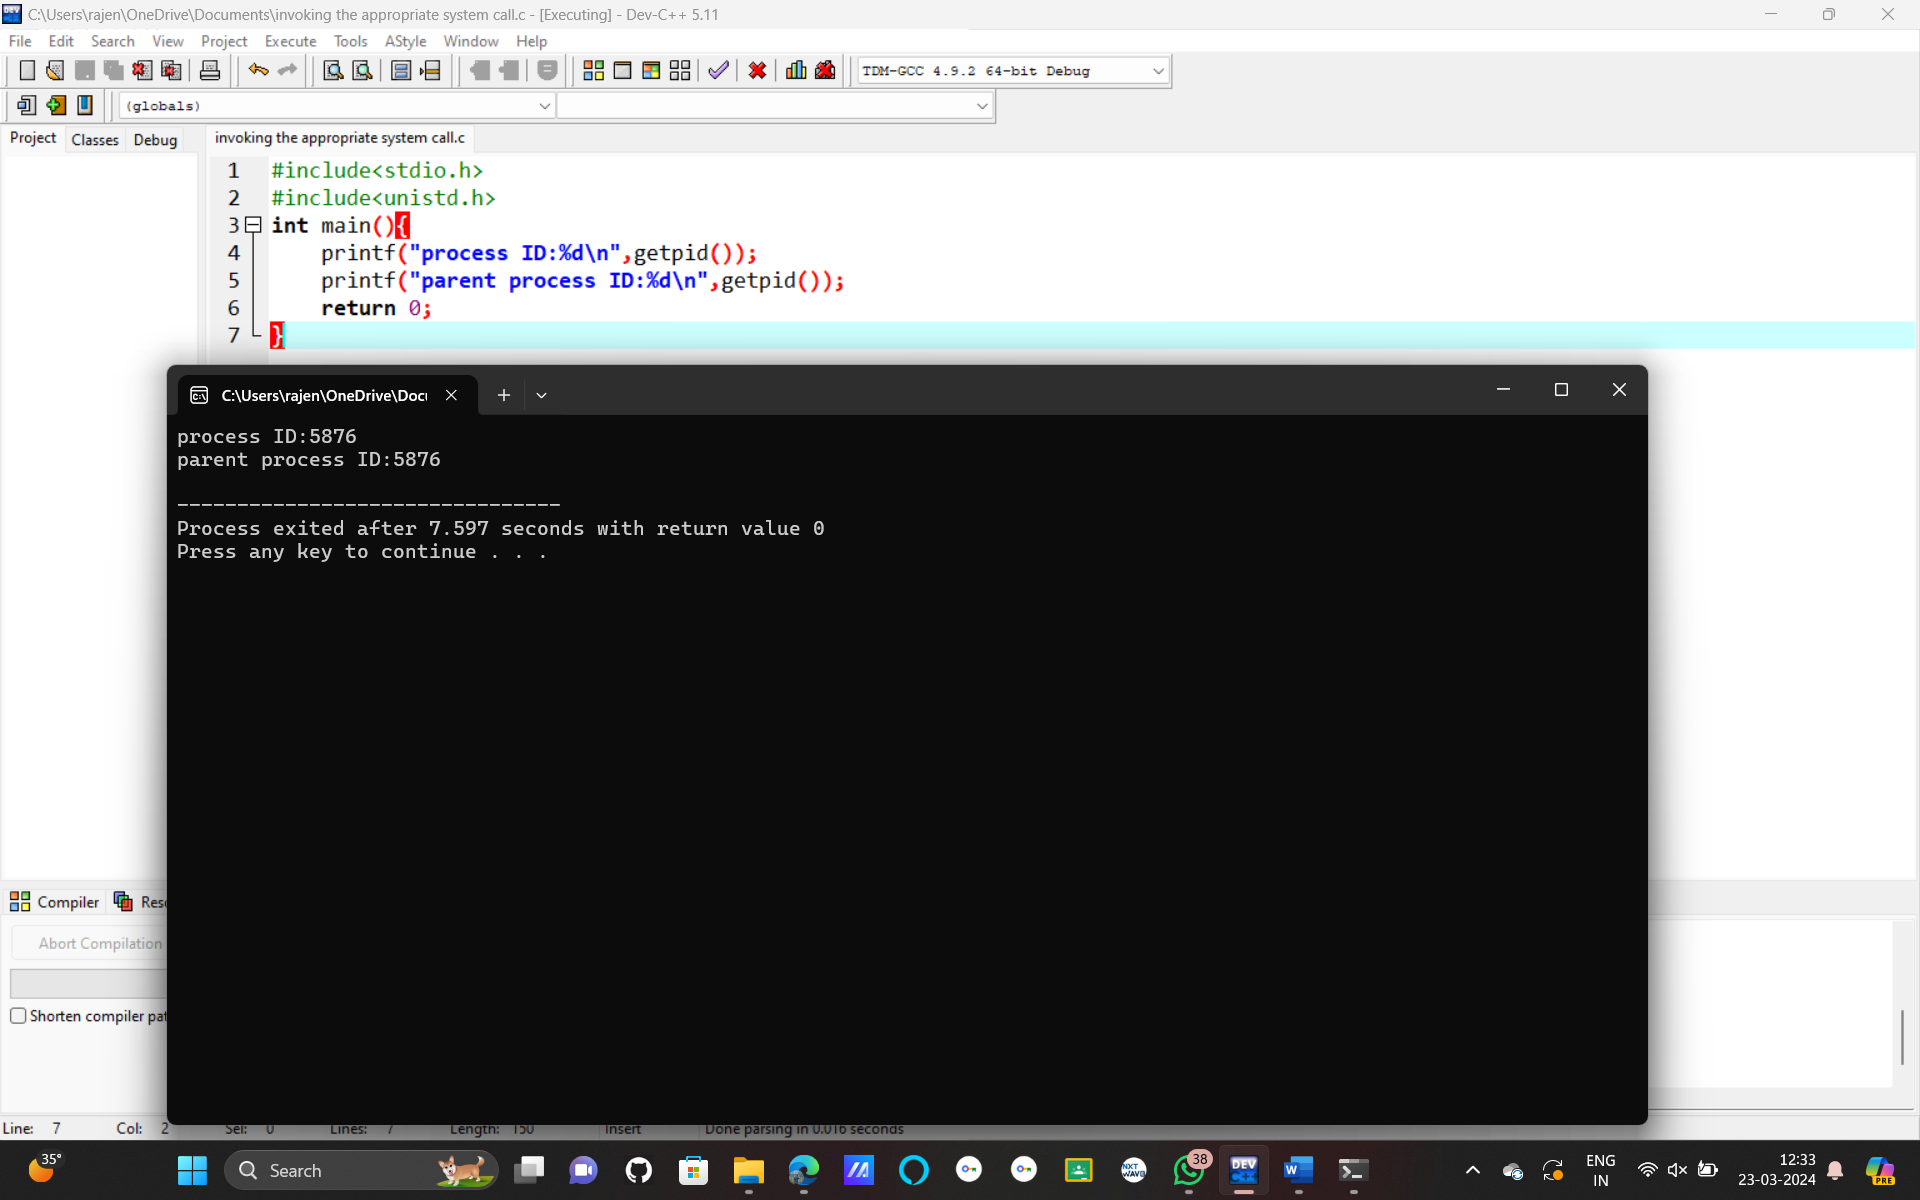 C:\Users\rajen\OneDrive\Documents\invoking the appropriate system call.c - [Executing] - Dev-C++ 5.11
File Edit Search View Project Execute Tools AStyle Window Help
TDM-GCC 4.9.2 64-bit Debug
(globals)
Project Classes Debug
invoking the appropriate system call.c
1 #include<stdio.h>
2 #include<unistd.h>
3 int main(){
4 printf("process ID:%d\n",getpid());
5 printf("parent process ID:%d\n",getpid());
6 return 0;
7 }
C:\Users\rajen\OneDrive\Docu
process ID:5876
parent process ID:5876
--------------------------------
Process exited after 7.597 seconds with return value 0
Press any key to continue . . .
Compiler Reso
Abort Compilation
Shorten compiler pat
Line: 7 Col: 2 Sel: 0 Lines: 7 Length: 150 Insert Done parsing in 0.016 seconds
35°
Search
NXT WAVE
38
DEV
PRE
ENG
IN
12:33
23-03-2024